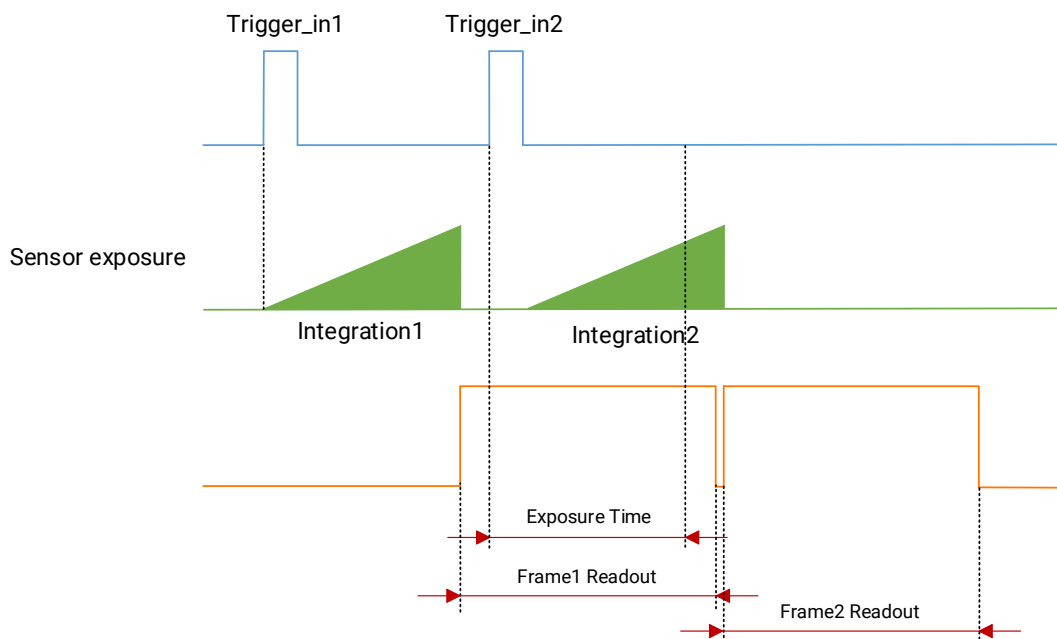 Trigger_in1
Trigger_in2
Sensor exposure
Integration1
Integration2
Exposure Time
Frame1 Readout
Frame2 Readout